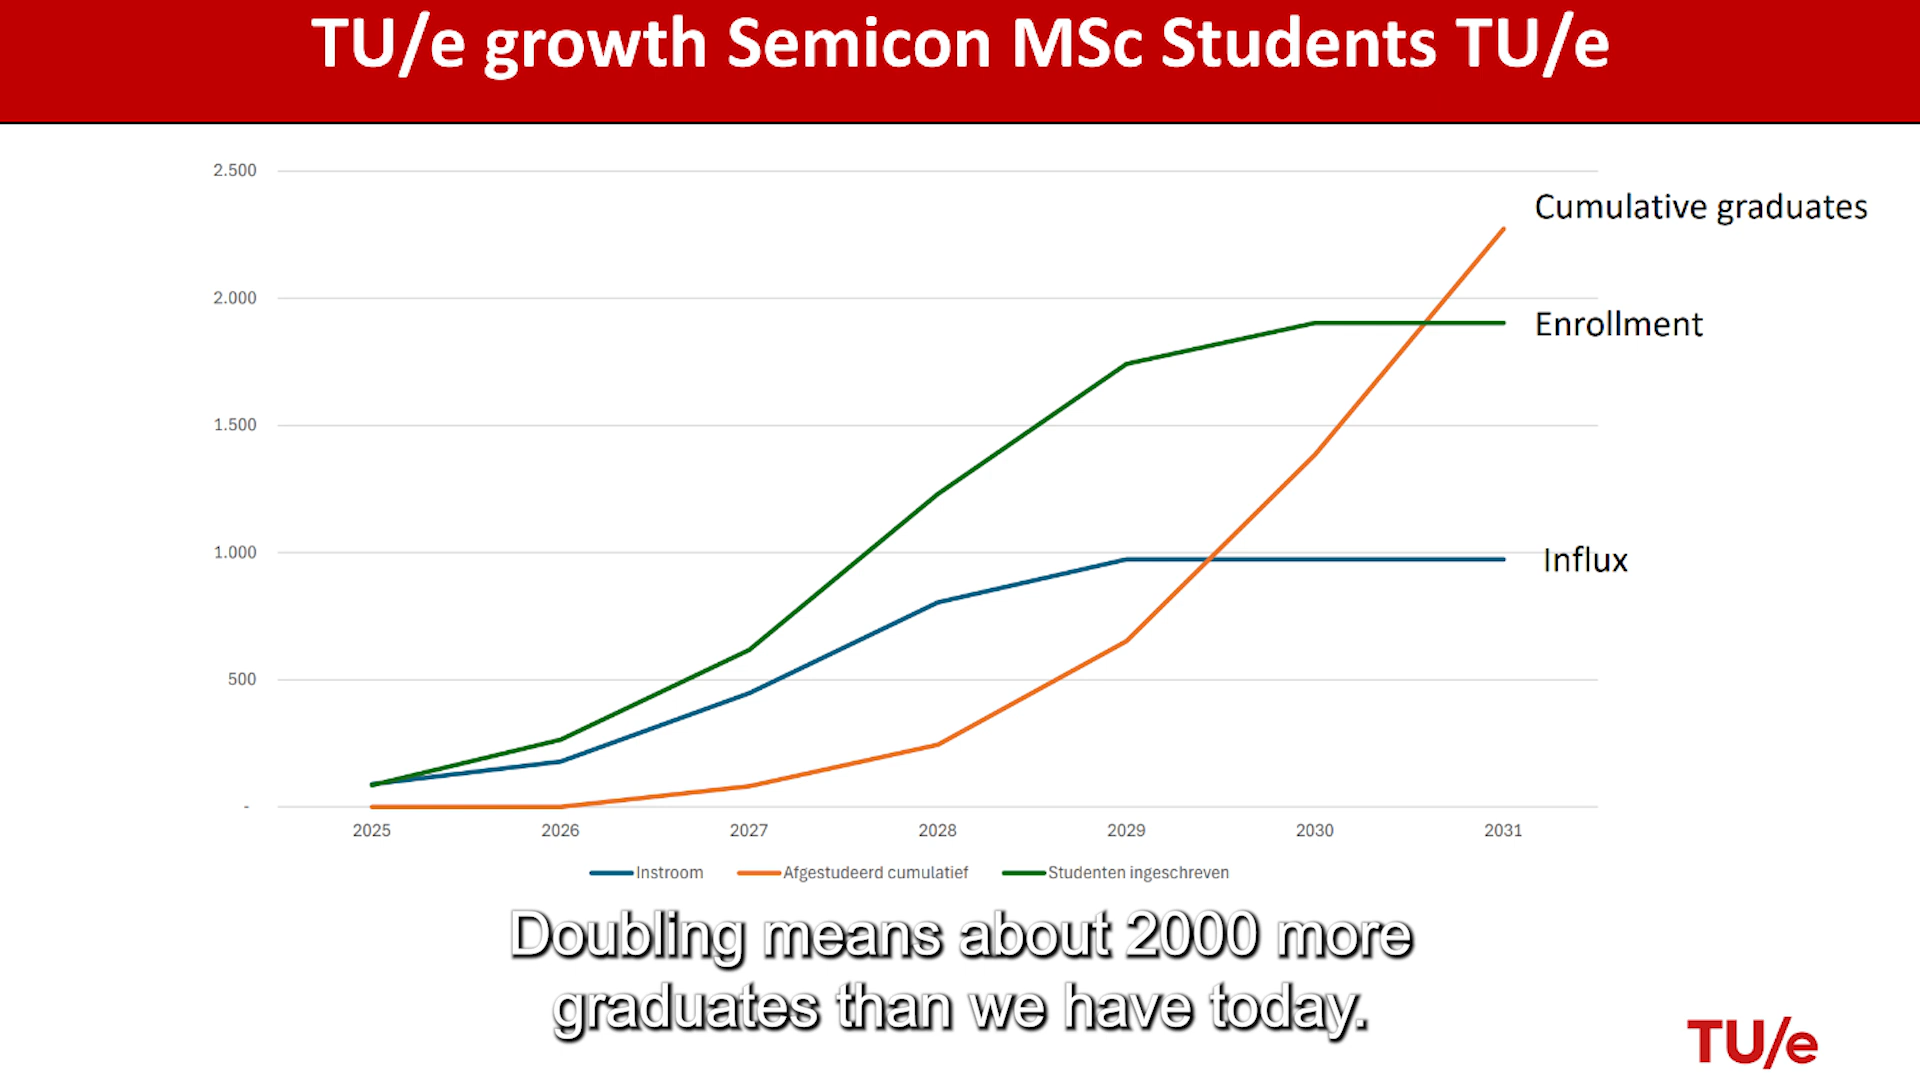 TU/e growth Semicon MSc Students TU/e
2.500
Cumulative graduates
2.000
Enrollment
1.500
1.000
Influx
500
-
2025 2026 2027 2028 2029 2030 2031
Instroom Afgestudeerd cumulatief Studenten ingeschreven
Doubling means about 2000 more
graduates than we have today.
TU/e